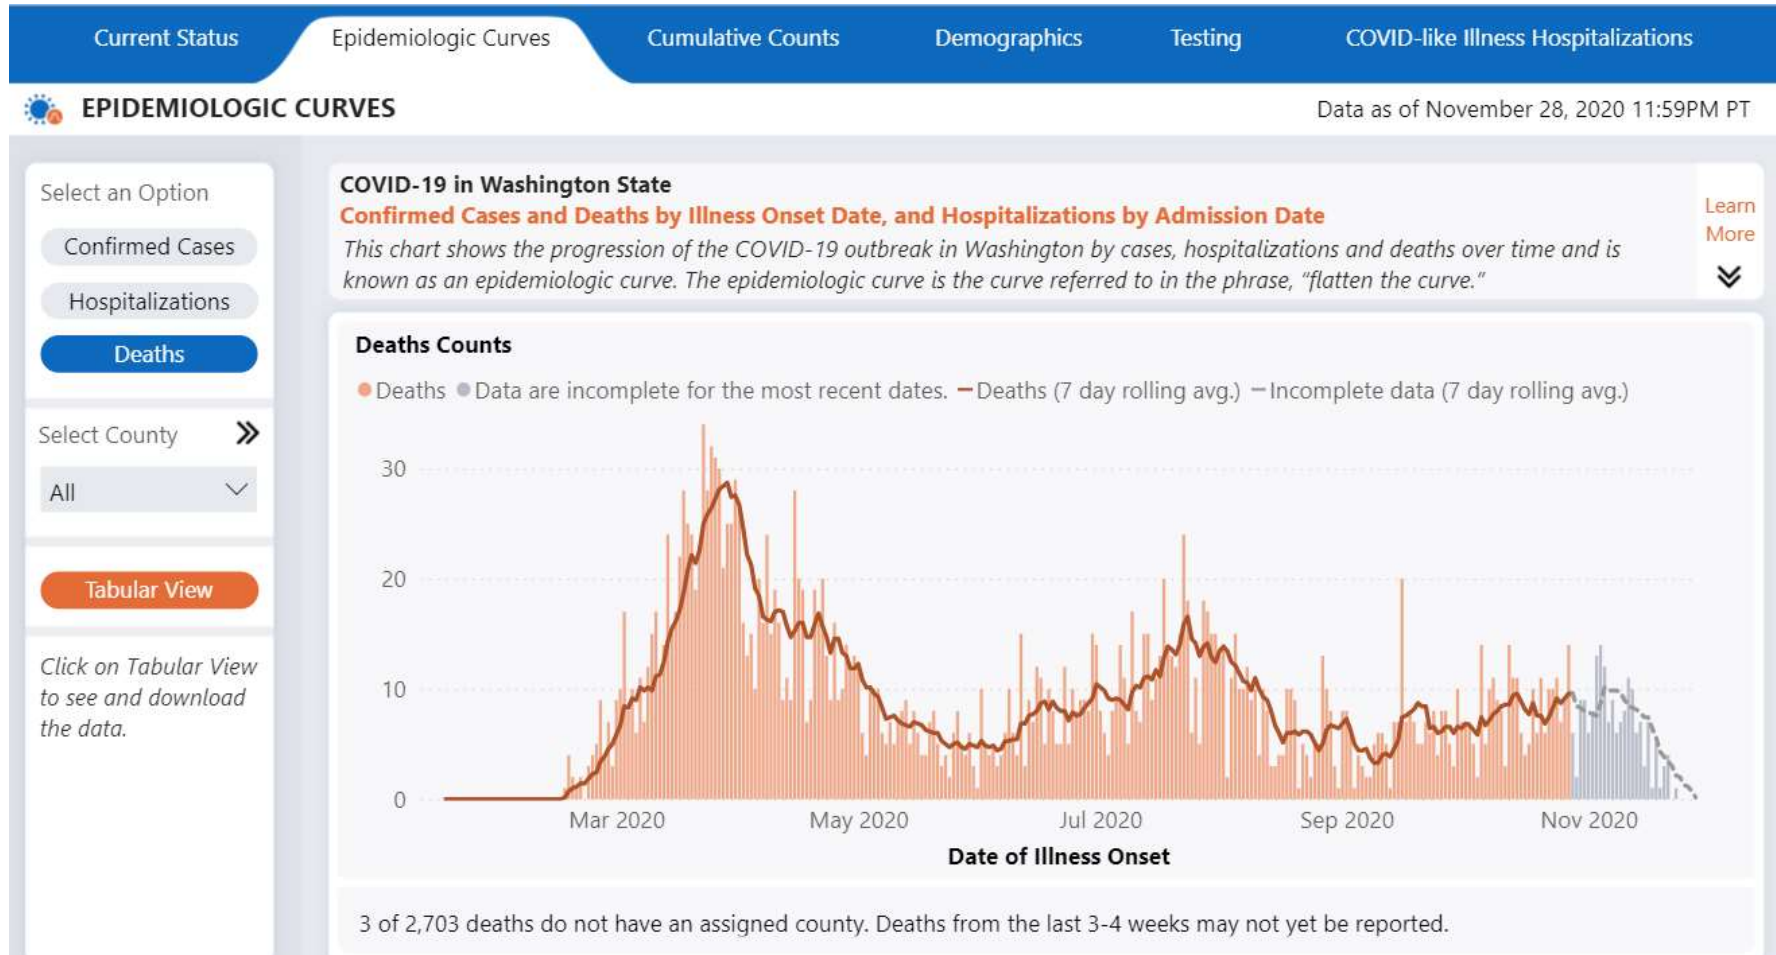 Current Status Epidemiologic Curves Cumulative Counts Demographics Testing COVID-like Illness Hospitalizations
EPIDEMIOLOGIC CURVES Data as of November 28, 2020 11:59PM PT
Select an Option
Confirmed Cases
Hospitalizations
Deaths
Select County
All
Tabular View
Click on Tabular View
to see and download
the data.
COVID-19 in Washington State
Confirmed Cases and Deaths by Illness Onset Date, and Hospitalizations by Admission Date
This chart shows the progression of the COVID-19 outbreak in Washington by cases, hospitalizations and deaths over time and is
known as an epidemiologic curve. The epidemiologic curve is the curve referred to in the phrase, “flatten the curve.”
Learn
More
Deaths Counts
Deaths Data are incomplete for the most recent dates. Deaths (7 day rolling avg.) Incomplete data (7 day rolling avg.)
30
20
10
0
Mar 2020 May 2020 Jul 2020 Sep 2020 Nov 2020
Date of Illness Onset
3 of 2,703 deaths do not have an assigned county. Deaths from the last 3-4 weeks may not yet be reported.